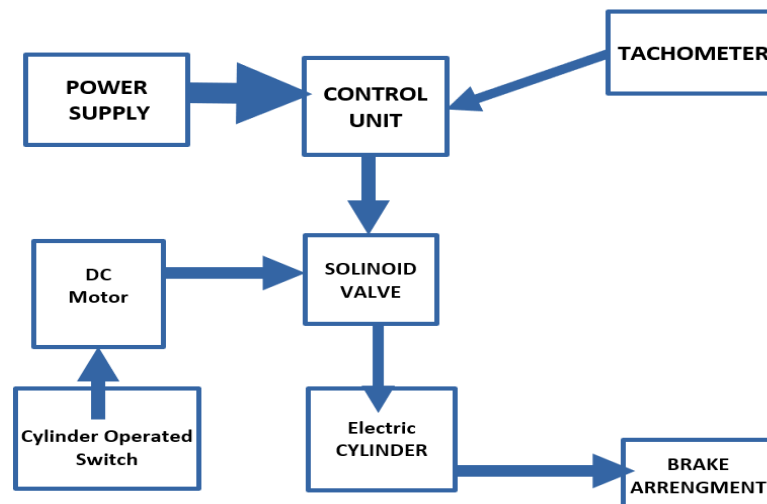 POWER
SUPPLY
CONTROL
UNIT
TACHOMETER
DC
Motor
SOLINOID
VALVE
Cylinder Operated
Switch
Electric
CYLINDER
BRAKE
ARRENGMENT